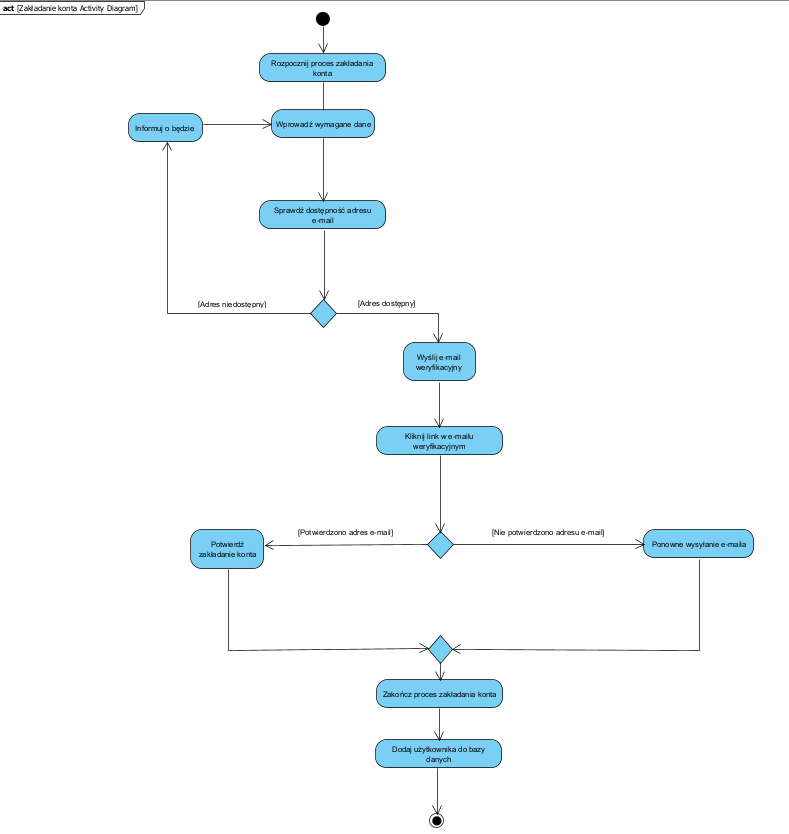 act [Zakładanie konta Activity Diagram]
Rozpocznij proces zakładania
konta
Informuj o będzie
Wprowadź wymagane dane
Sprawdź dostępność adresu
e-mail
[Adres niedostępny]
[Adres dostępny]
Wyślij e-mail
weryfikacyjny
Kliknij link w e-mailu
weryfikacyjnym
[Potwierdzono adres e-mail]
[Nie potwierdzono adresu e-mail]
Potwierdź
zakładanie konta
Ponowne wysyłanie e-maila
Zakończ proces zakładania konta
Dodaj użytkownika do bazy
danych